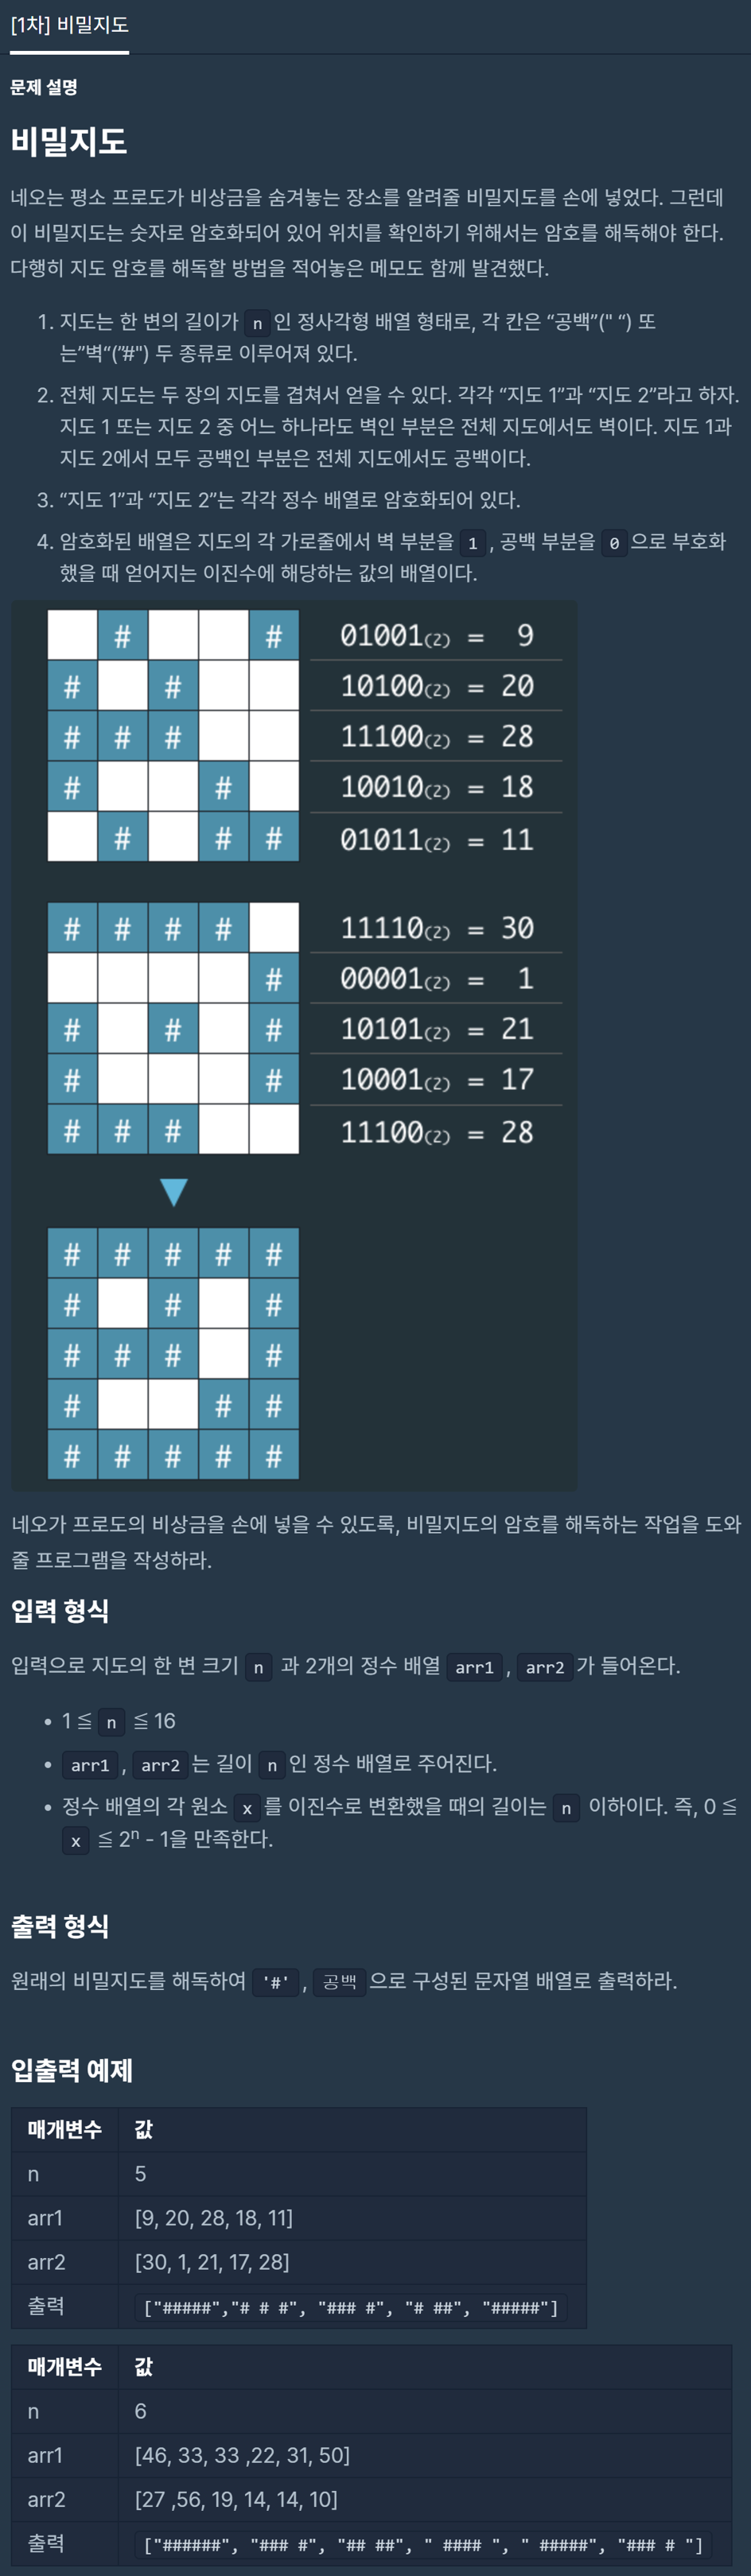 [1차] 비밀지도
문제 설명
비밀지도
네오는 평소 프로도가 비상금을 숨겨놓는 장소를 알려줄 비밀지도를 손에 넣었다. 그런데
이 비밀지도는 숫자로 암호화되어 있어 위치를 확인하기 위해서는 암호를 해독해야 한다.
다행히 지도 암호를 해독할 방법을 적어놓은 메모도 함께 발견했다.
1. 지도는 한 변의 길이가 n인 정사각형 배열 형태로, 각 칸은 “공백”(" “) 또
는”벽“(”#") 두 종류로 이루어져 있다.
2. 전체 지도는 두 장의 지도를 겹쳐서 얻을 수 있다. 각각 “지도 1”과 “지도 2”라고 하자.
지도 1 또는 지도 2 중 어느 하나라도 벽인 부분은 전체 지도에서도 벽이다. 지도 1과
지도 2에서 모두 공백인 부분은 전체 지도에서도 공백이다.
3. “지도 1”과 “지도 2”는 각각 정수 배열로 암호화되어 있다.
4. 암호화된 배열은 지도의 각 가로줄에서 벽 부분을 1, 공백 부분을 0으로 부호화
했을 때 얻어지는 이진수에 해당하는 값의 배열이다.
# # 01001(2) = 9
# # 10100(2) = 20
# # # 11100(2) = 28
# # 10010(2) = 18
# # # 01011(2) = 11
# # # # 11110(2) = 30
# 00001(2) = 1
# # # 10101(2) = 21
# # 10001(2) = 17
# # # 11100(2) = 28
# # # # #
# # #
# # # #
# # #
# # # # #
네오가 프로도의 비상금을 손에 넣을 수 있도록, 비밀지도의 암호를 해독하는 작업을 도와
줄 프로그램을 작성하라.
입력 형식
입력으로 지도의 한 변 크기 n 과 2개의 정수 배열 arr1, arr2가 들어온다.
• 1 ≦ n ≦ 16
• arr1, arr2는 길이 n인 정수 배열로 주어진다.
• 정수 배열의 각 원소 x를 이진수로 변환했을 때의 길이는 n 이하이다. 즉, 0 ≦
x ≦ 2ⁿ - 1을 만족한다.
출력 형식
원래의 비밀지도를 해독하여 '#', 공백으로 구성된 문자열 배열로 출력하라.
입출력 예제
매개변수 값
n 5
arr1 [9, 20, 28, 18, 11]
arr2 [30, 1, 21, 17, 28]
출력 ["#####","# # #", "### #", "# ##", "#####"]
매개변수 값
n 6
arr1 [46, 33, 33 ,22, 31, 50]
arr2 [27 ,56, 19, 14, 14, 10]
출력 ["######", "### #", "## ##", " #### ", " #####", "### # "]